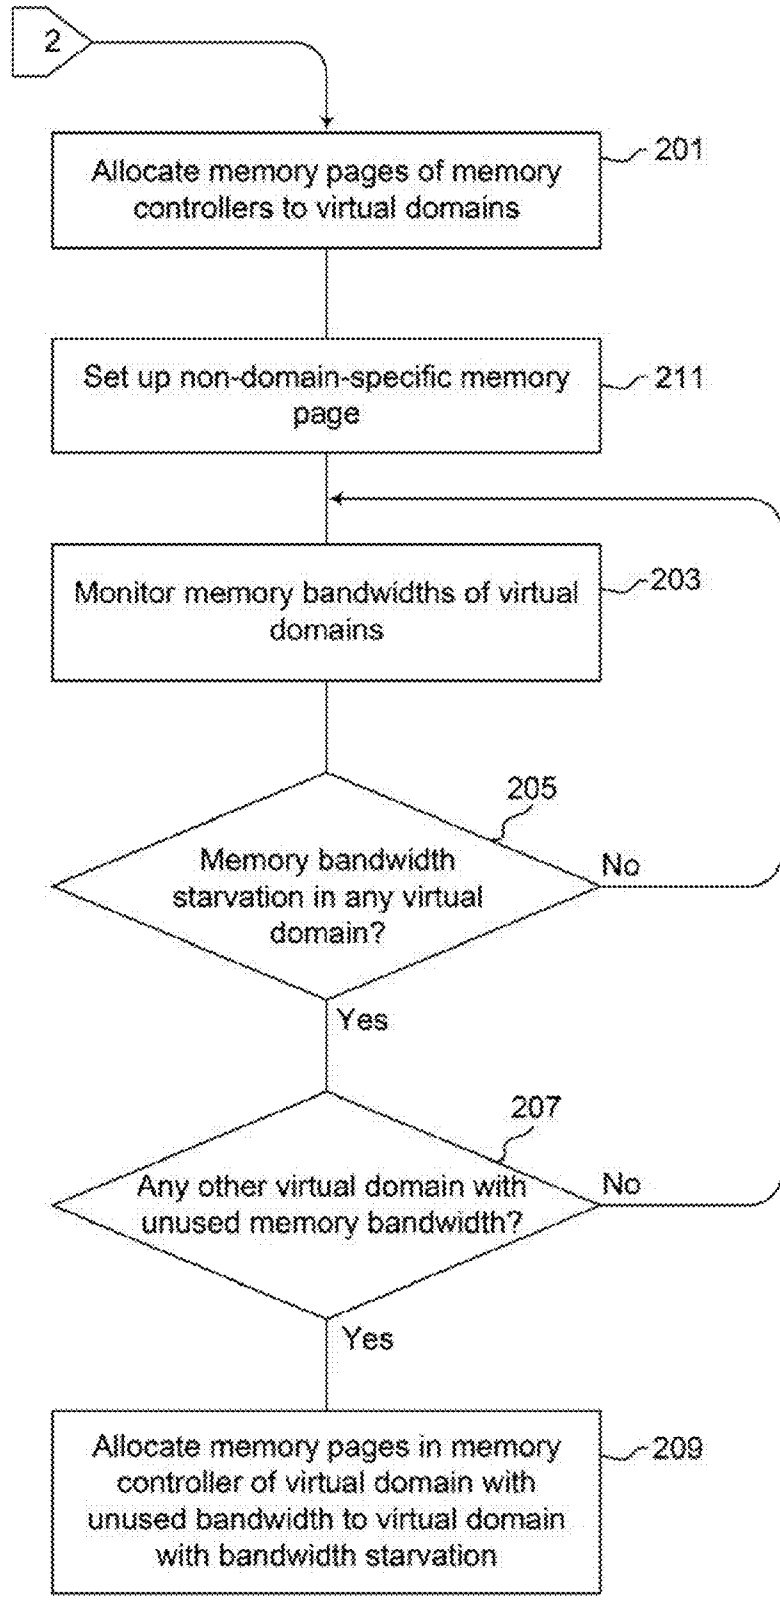 2
201
Allocate memory pages of memory
controllers to virtual domains
211
Set up non-domain-specific memory
page
203
Monitor memory bandwidths of virtual
domains
205
Memory bandwidth
starvation in any virtual
domain?
No
Yes
207
Any other virtual domain with
unused memory bandwidth?
No
Yes
209
Allocate memory pages in memory
controller of virtual domain with
unused bandwidth to virtual domain
with bandwidth starvation